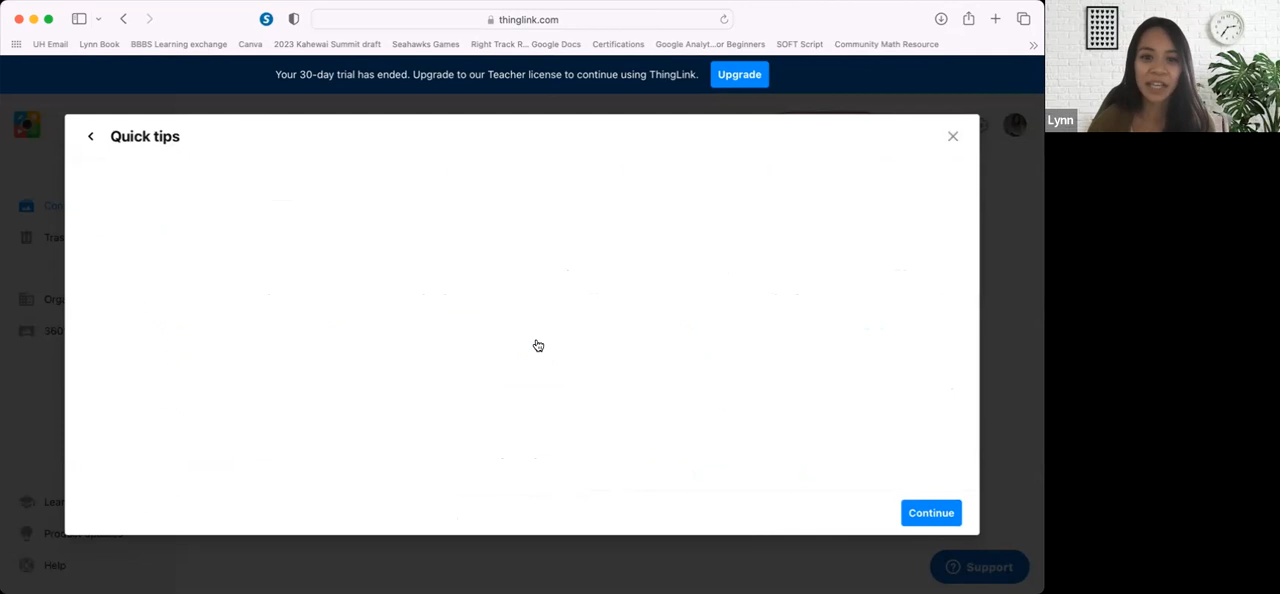 thinglink.com
UH Email Lynn Book BBBS Learning exchange Canva 2023 Kahewai Summit draft Seahawks Games Right Track R... Google Docs Certifications Google Analyt...or Beginners SOFT Script Community Math Resource
Your 30-day trial has ended. Upgrade to our Teacher license to continue using ThingLink. Upgrade
Lynn
Quick tips
Continue
Help
Support